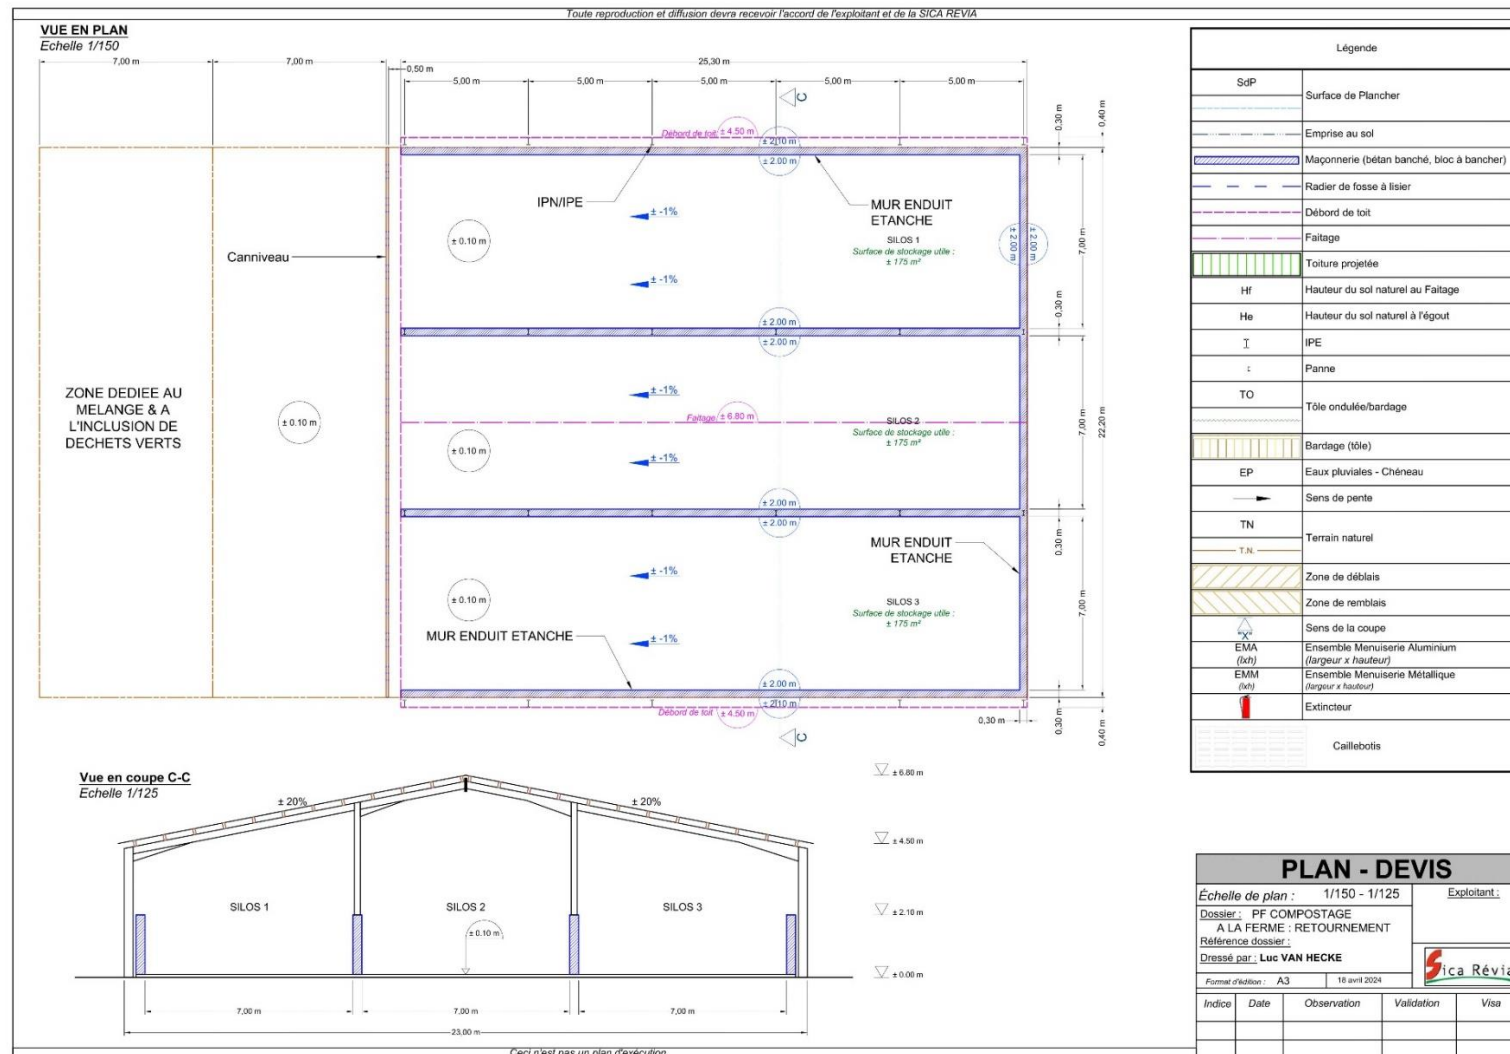 Toute reproduction et diffusion devra recevoir l'accord de l'exploitant et de la SICA REVIA
VUE EN PLAN
Echelle 1/150
7,00 m
7,00 m
0,50 m
25,30 m
5,00 m
5,00 m
5,00 m
5,00 m
5,00 m
C
0,30 m
0,40 m
Débord de toit
± 4.50 m
± 2.10 m
± 2.00 m
IPN/IPE
MUR ENDUIT
ETANCHE
± -1%
± 0.10 m
SILOS 1
Surface de stockage utile :
± 175 m²
± 2.00 m
± 2.00 m
7,00 m
Canniveau
± -1%
0,30 m
± 2.00 m
± 2.00 m
ZONE DEDIEE AU
MELANGE & A
L'INCLUSION DE
DECHETS VERTS
± 0.10 m
± -1%
Faitage
± 6.80 m
SILOS 2
Surface de stockage utile :
± 175 m²
7,00 m
22,20 m
± 0.10 m
± -1%
± 2.00 m
± 2.00 m
0,30 m
MUR ENDUIT
ETANCHE
± -1%
± 0.10 m
SILOS 3
Surface de stockage utile :
± 175 m²
7,00 m
MUR ENDUIT ETANCHE
± -1%
± 2.00 m
± 2.10 m
Débord de toit
± 4.50 m
0,30 m
0,30 m
0,40 m
C
Vue en coupe C-C
Echelle 1/125
± 20%
± 20%
± 6.80 m
± 4.50 m
± 2.10 m
± 0.00 m
SILOS 1
SILOS 2
SILOS 3
± 0.10 m
7,00 m
7,00 m
7,00 m
23,00 m
Ceci n'est pas un plan d'exécution
Légende
SdP
Surface de Plancher
Emprise au sol
Maçonnerie (bétan banché, bloc à bancher)
Radier de fosse à lisier
Débord de toit
Faitage
Toiture projetée
Hf
Hauteur du sol naturel au Faitage
He
Hauteur du sol naturel à l'égout
IPE
Panne
TO
Tôle ondulée/bardage
Bardage (tôle)
EP
Eaux pluviales - Chéneau
Sens de pente
TN
T.N.
Terrain naturel
Zone de déblais
Zone de remblais
"X"
Sens de la coupe
EMA
(lxh)
Ensemble Menuiserie Aluminium
(largeur x hauteur)
EMM
(lxh)
Ensemble Menuiserie Métallique
(largeur x hauteur)
Extincteur
Caillebotis
PLAN - DEVIS
Échelle de plan : 1/150 - 1/125
Exploitant :
Dossier : PF COMPOSTAGE
A LA FERME : RETOURNEMENT
Référence dossier :
Dressé par : Luc VAN HECKE
Sica Révia
Format d'édition : A3
18 avril 2024
Indice
Date
Observation
Validation
Visa